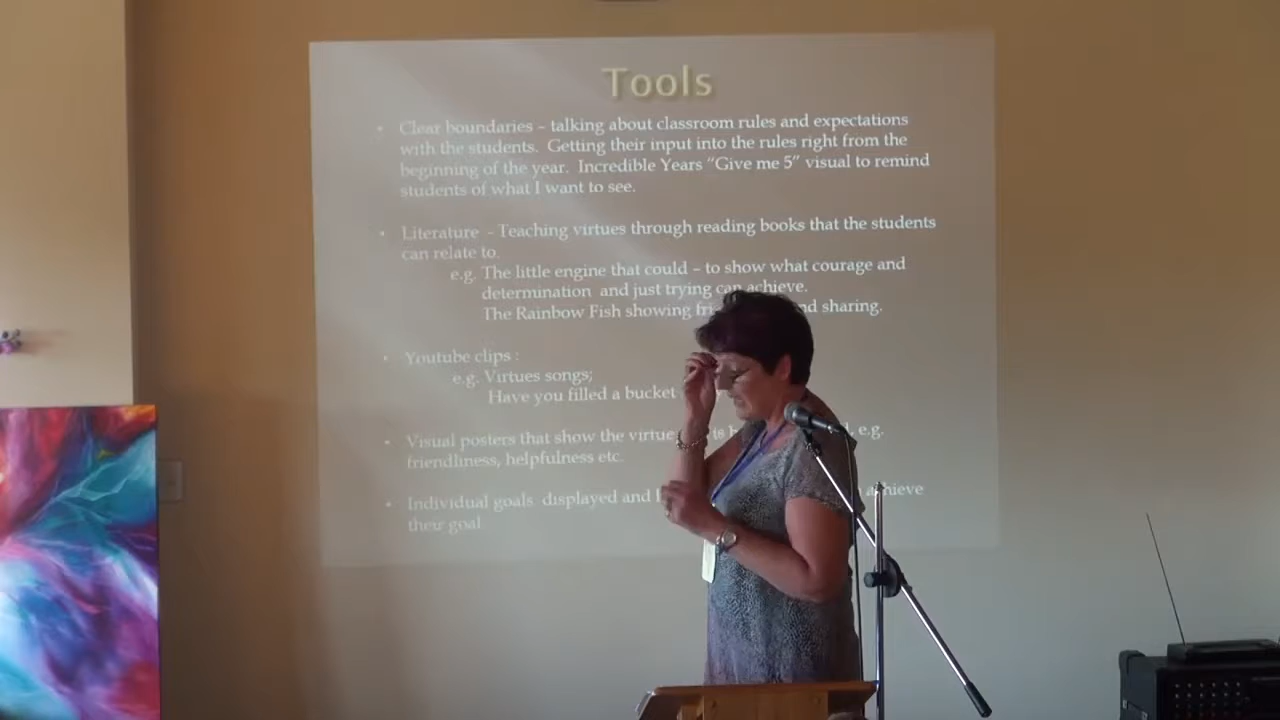 Tools
• Clear boundaries – talking about classroom rules and expectations
with the students. Getting their input into the rules right from the
beginning of the year. Incredible Years “Give me 5” visual to remind
students of what I want to see.
• Literature - Teaching virtues through reading books that the students
can relate to.
e.g. The little engine that could – to show what courage and
determination and just trying can achieve.
The Rainbow Fish showing and sharing.
• Youtube clips :
e.g. Virtues songs;
Have you filled a bucket
• Visual posters that show the e.g.
friendliness, helpfulness etc.
• Individual goals displayed and achieve
their goal